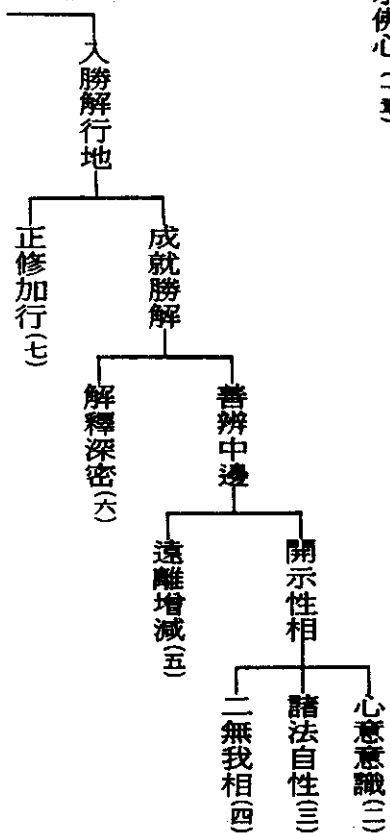 佛心
入勝解行地
成就勝解
正修加行(七)
善辨中邊
解釋深密(六)
開示性相
遠離增減(五)
心意意識(二)
諸法自性(三)
二無我相(四)